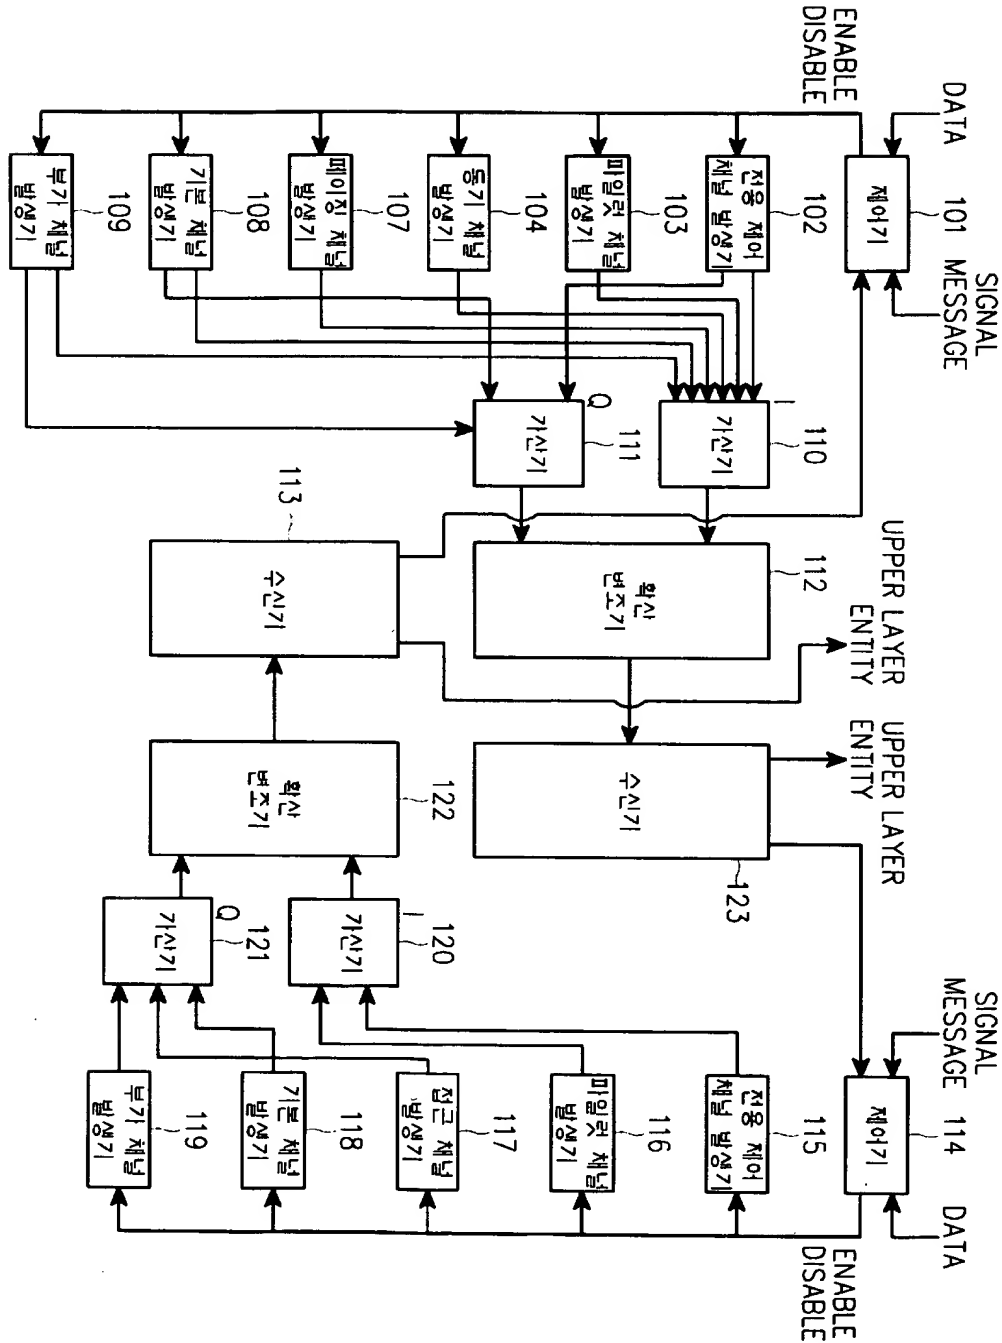 DATA
SIGNAL
MESSAGE
101
제어기
ENABLE
DISABLE
102
전용 제어
채널 발생기
103
파일럿 채널
발생기
104
동기 채널
발생기
107
페이징 채널
발생기
108
기본 채널
발생기
109
부가 채널
발생기
I
110
가산기
Q
111
가산기
112
확산
변조기
113
수신기
UPPER LAYER
ENTITY
UPPER LAYER
ENTITY
123
수신기
122
확산
변조기
I
120
가산기
Q
121
가산기
SIGNAL
MESSAGE
DATA
114
제어기
ENABLE
DISABLE
115
전용 제어
채널 발생기
116
파일럿 채널
발생기
117
접근 채널
발생기
118
기본 채널
발생기
119
부가 채널
발생기